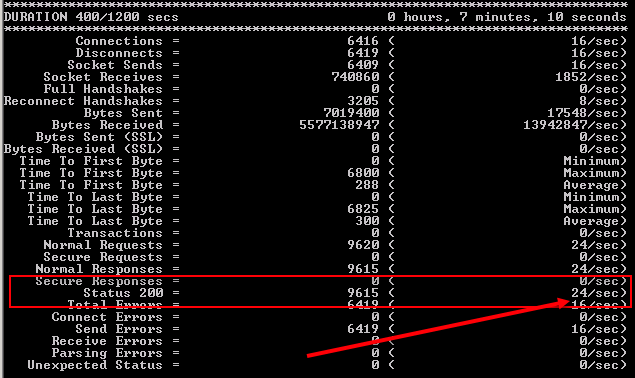 ************************************************************************
DURATION 400/1200 secs 0 hours, 7 minutes, 10 seconds
************************************************************************
Connections = 6416 ( 16/sec)
Disconnects = 6419 ( 16/sec)
Socket Sends = 6409 ( 16/sec)
Socket Receives = 740860 ( 1852/sec)
Full Handshakes = 0 ( 0/sec)
Reconnect Handshakes = 3205 ( 8/sec)
Bytes Sent = 7019400 ( 17548/sec)
Bytes Received = 5577138947 ( 13942847/sec)
Bytes Sent (SSL) = 0 ( 0/sec)
Bytes Received (SSL) = 0 ( 0/sec)
Time To First Byte = 0 ( Minimum)
Time To First Byte = 6800 ( Maximum)
Time To First Byte = 288 ( Average)
Time To Last Byte = 0 ( Minimum)
Time To Last Byte = 6825 ( Maximum)
Time To Last Byte = 300 ( Average)
Transactions = 0 ( 0/sec)
Normal Requests = 9620 ( 24/sec)
Secure Requests = 0 ( 0/sec)
Normal Responses = 9615 ( 24/sec)
Secure Responses = 0 ( 0/sec)
Status 200 = 9615 ( 24/sec)
Total Errors = 6419 ( 16/sec)
Connect Errors = 0 ( 0/sec)
Send Errors = 6419 ( 16/sec)
Receive Errors = 0 ( 0/sec)
Parsing Errors = 0 ( 0/sec)
Unexpected Status = 0 ( 0/sec)